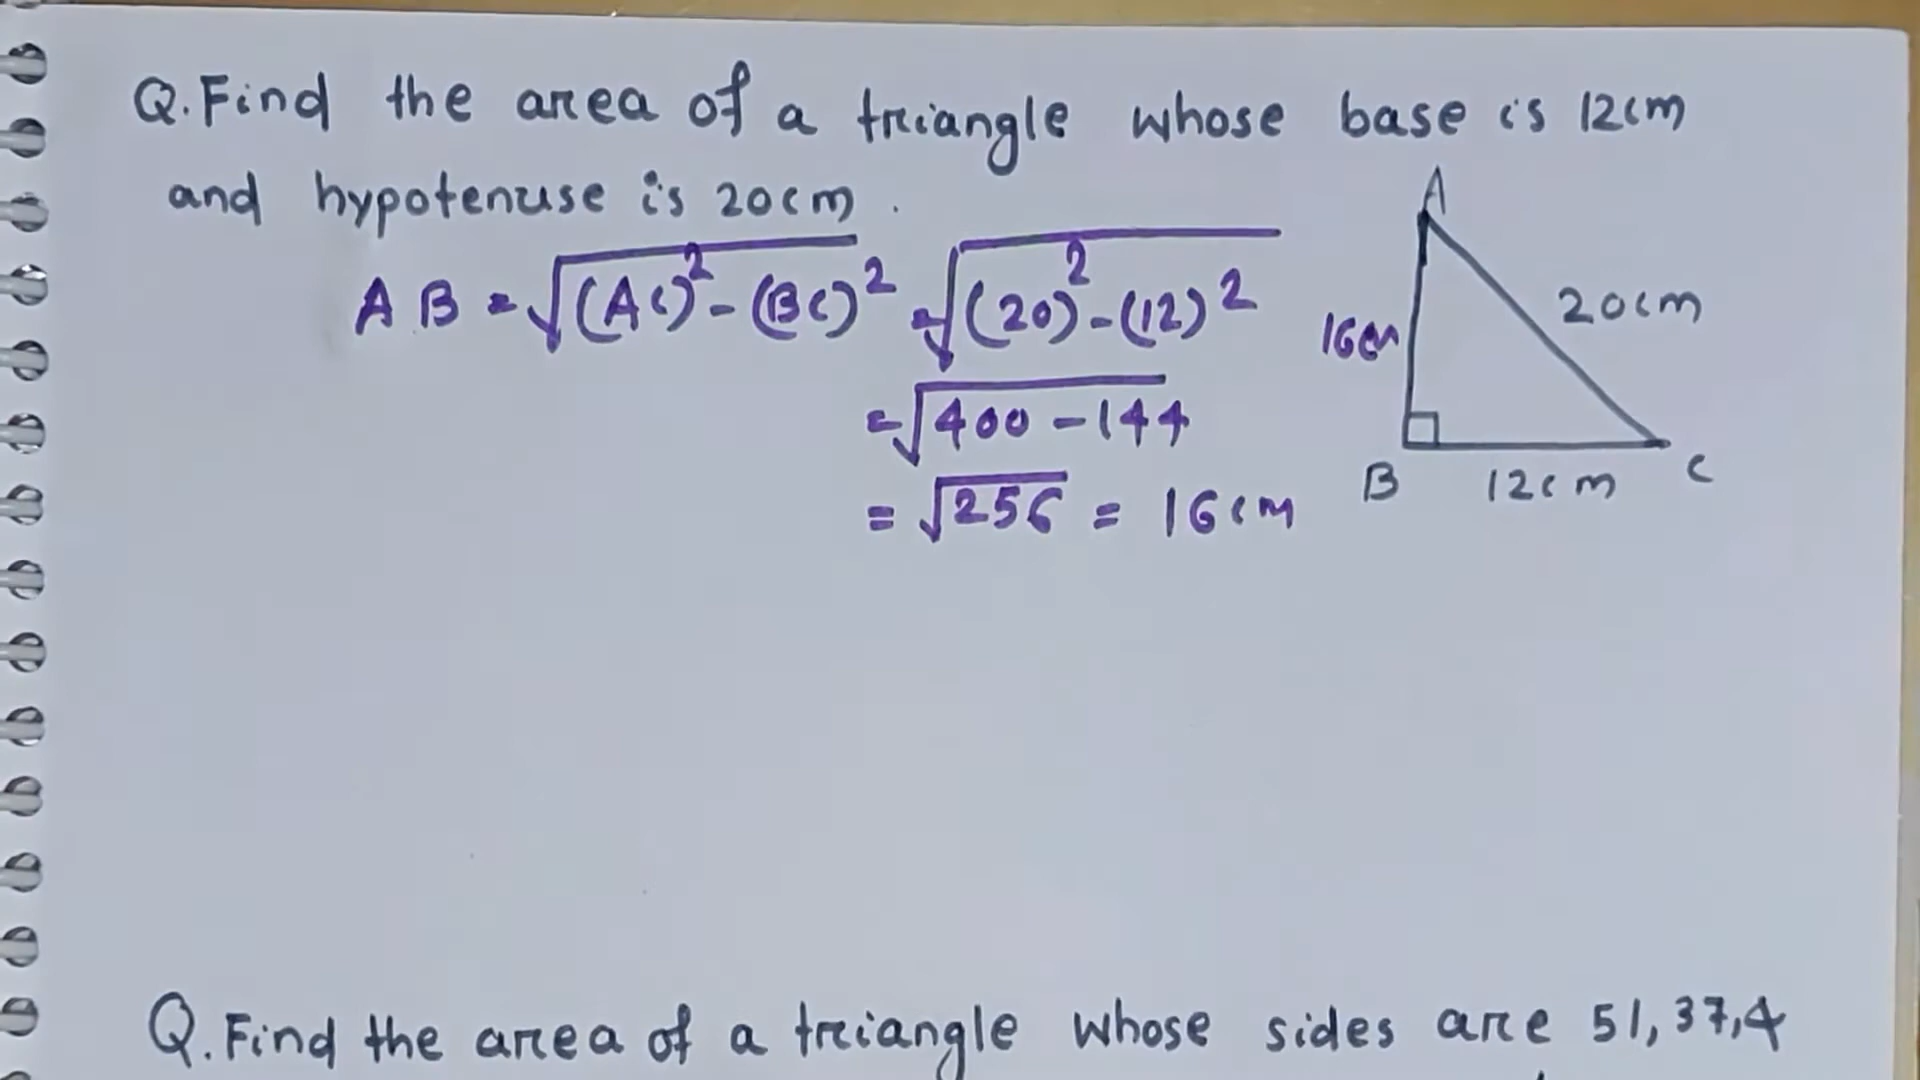 Q. Find the area of a triangle whose base is 12cm
and hypotenuse is 20cm.
AB = √(AC)² - (BC)² = √(20)² - (12)²
= √400 - 144
= √256 = 16cm
A
16cm
20cm
B
12cm
C
Q. Find the area of a triangle whose sides are 51, 37, 4